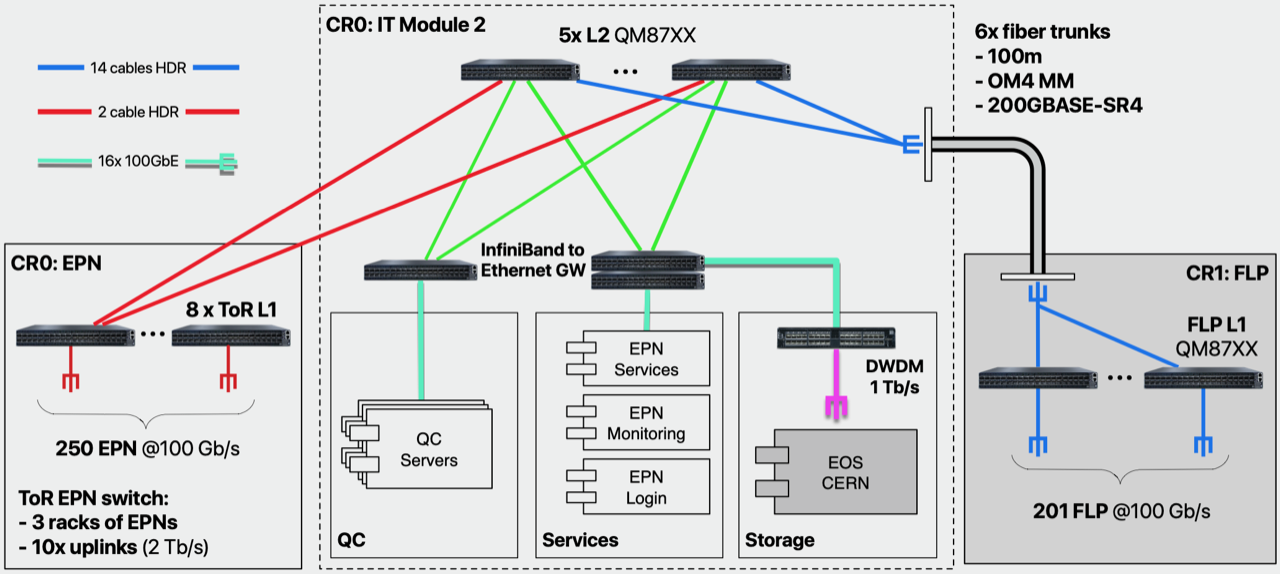 CR0: IT Module 2
5x L2 QM87XX
6x fiber trunks
- 100m
- OM4 MM
- 200GBASE-SR4
14 cables HDR
2 cable HDR
16x 100GbE
InfiniBand to
Ethernet GW
CR0: EPN
8 x ToR L1
250 EPN @100 Gb/s
ToR EPN switch:
- 3 racks of EPNs
- 10x uplinks (2 Tb/s)
QC
Servers
QC
EPN
Services
EPN
Monitoring
EPN
Login
Services
DWDM
1 Tb/s
EOS
CERN
Storage
CR1: FLP
FLP L1
QM87XX
201 FLP @100 Gb/s